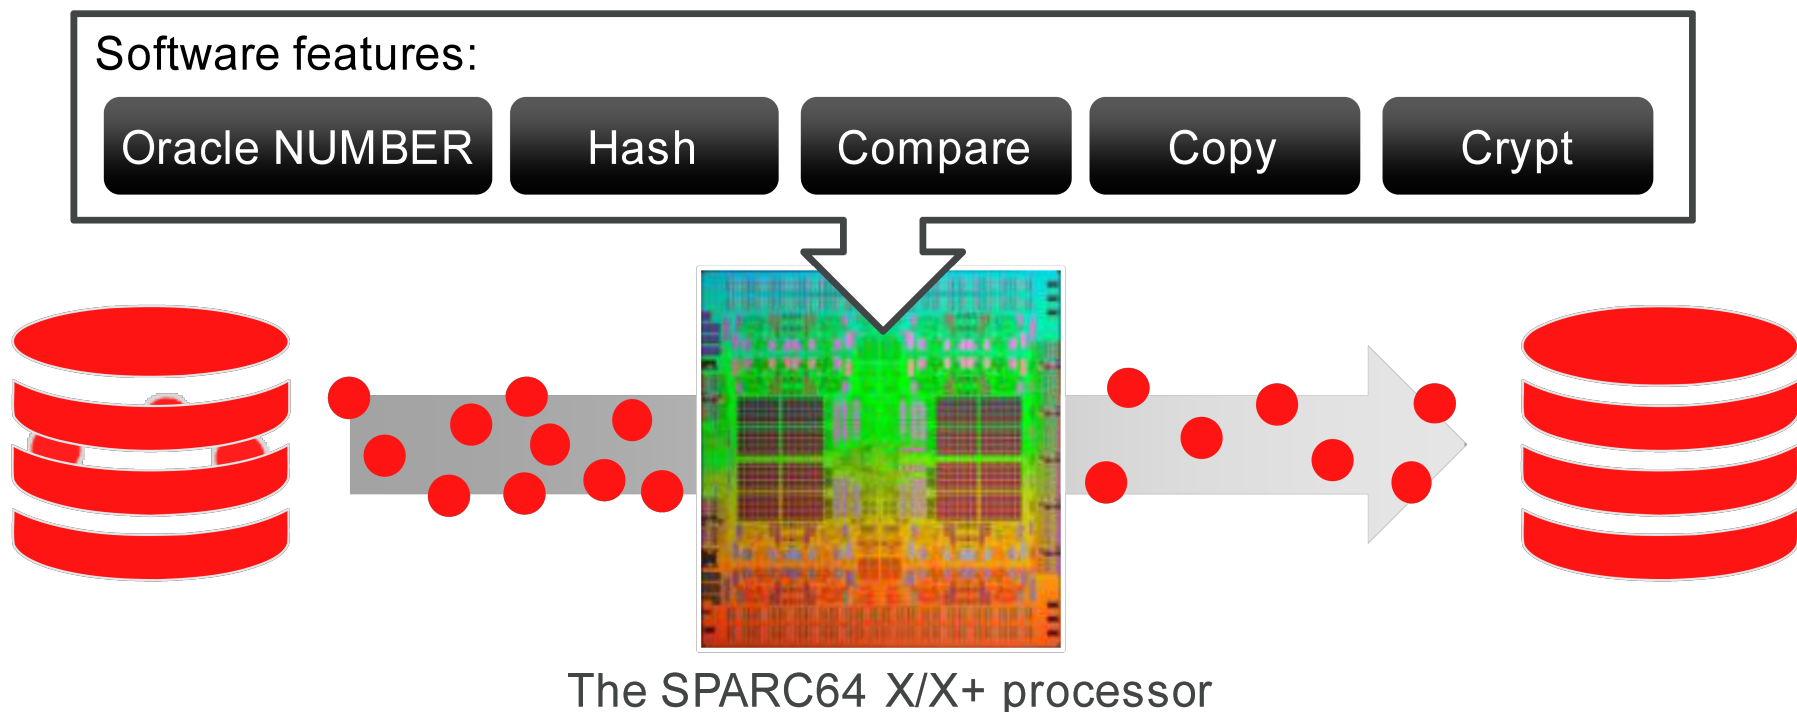 Software features:
Oracle NUMBER Hash Compare Copy Crypt
The SPARC64 X/X+ processor